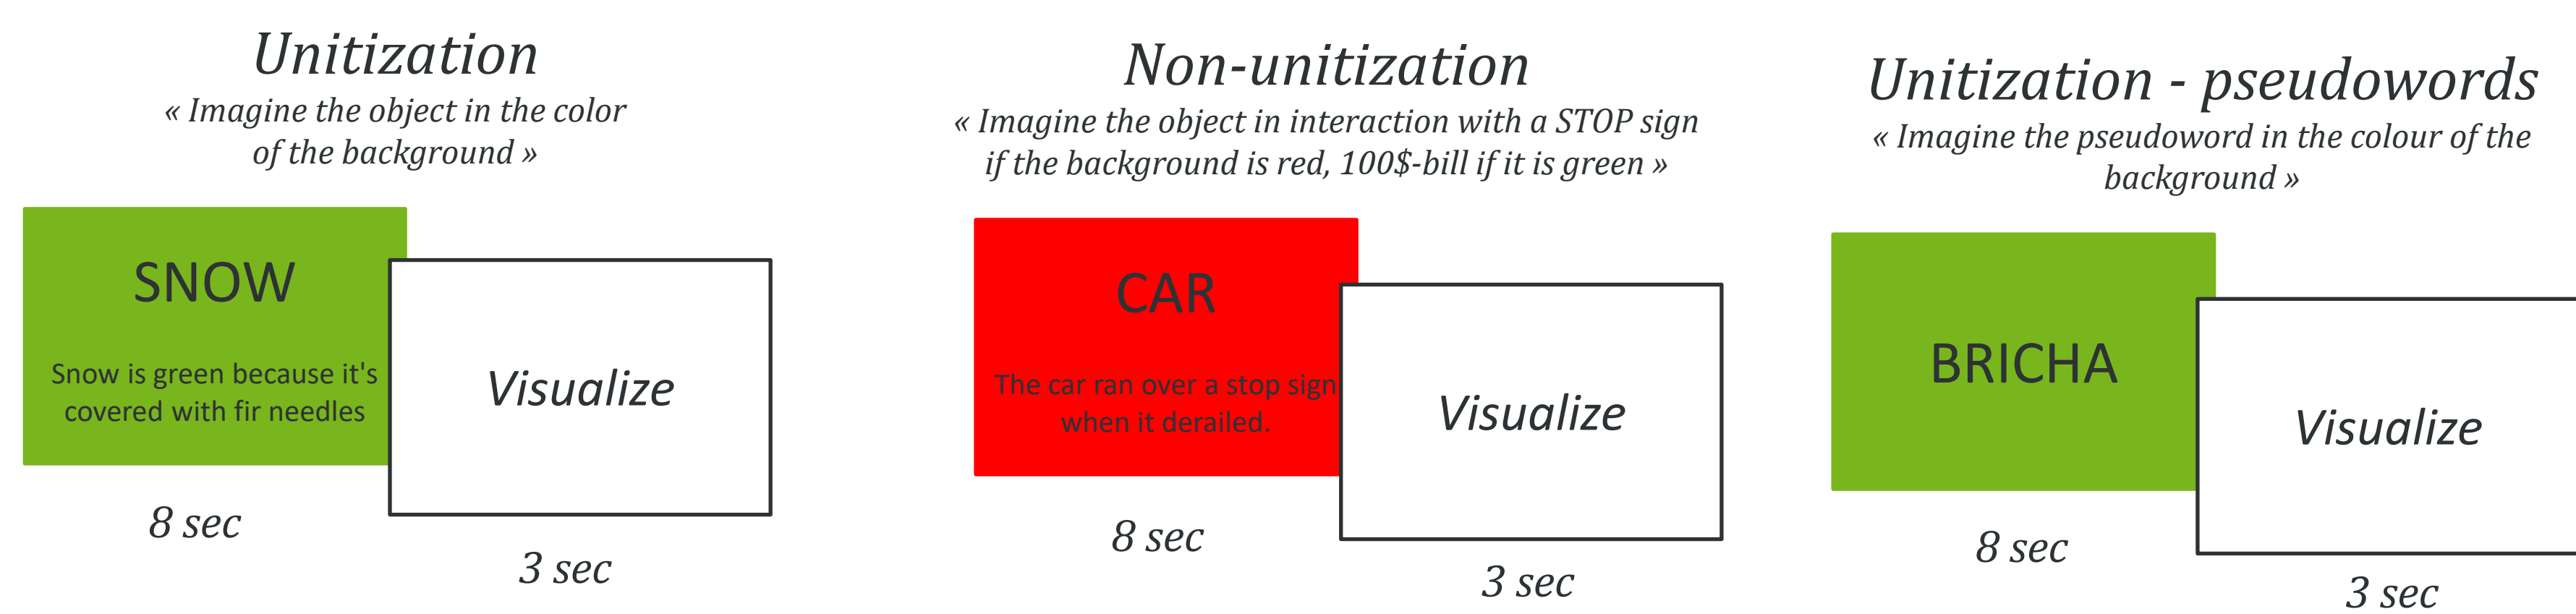 Unitization
« Imagine the object in the color
of the background »
SNOW
Snow is green because it's
covered with fir needles
8 sec
Visualize
3 sec
Non-unitization
« Imagine the object in interaction with a STOP sign
if the background is red, 100$-bill if it is green »
CAR
The car ran over a stop sign
when it derailed.
8 sec
Visualize
3 sec
Unitization - pseudowords
« Imagine the pseudoword in the colour of the
background »
BRICHA
8 sec
Visualize
3 sec